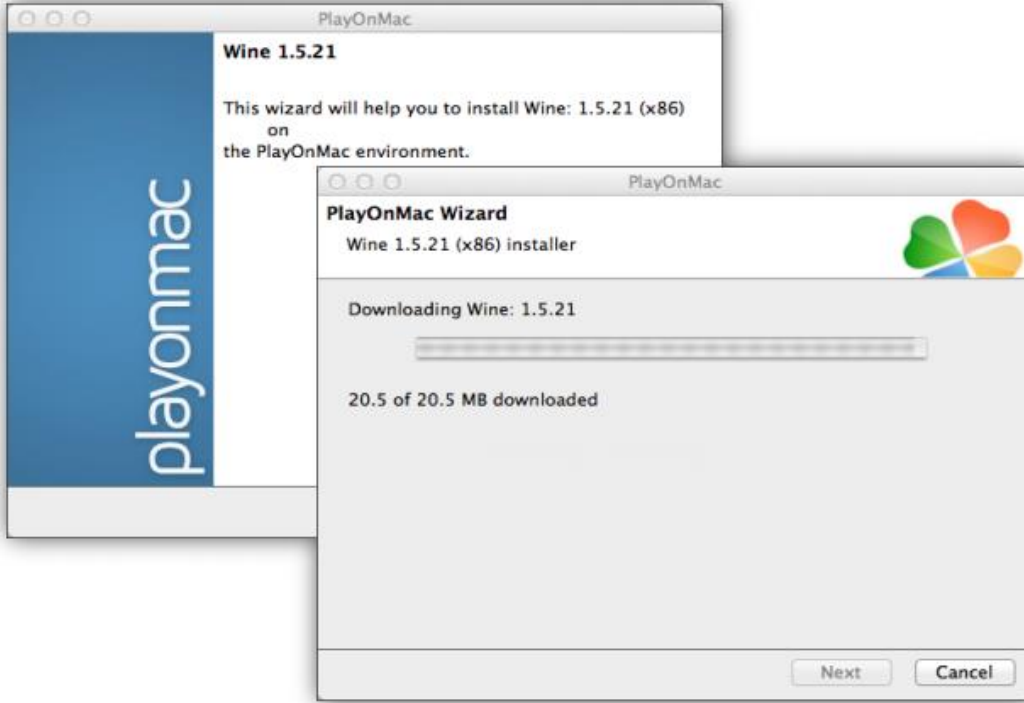 PlayOnMac
Wine 1.5.21
This wizard will help you to install Wine: 1.5.21 (x86)
on
the PlayOnMac environment.
playonmac
PlayOnMac
PlayOnMac Wizard
Wine 1.5.21 (x86) installer
Downloading Wine: 1.5.21
20.5 of 20.5 MB downloaded
Next
Cancel